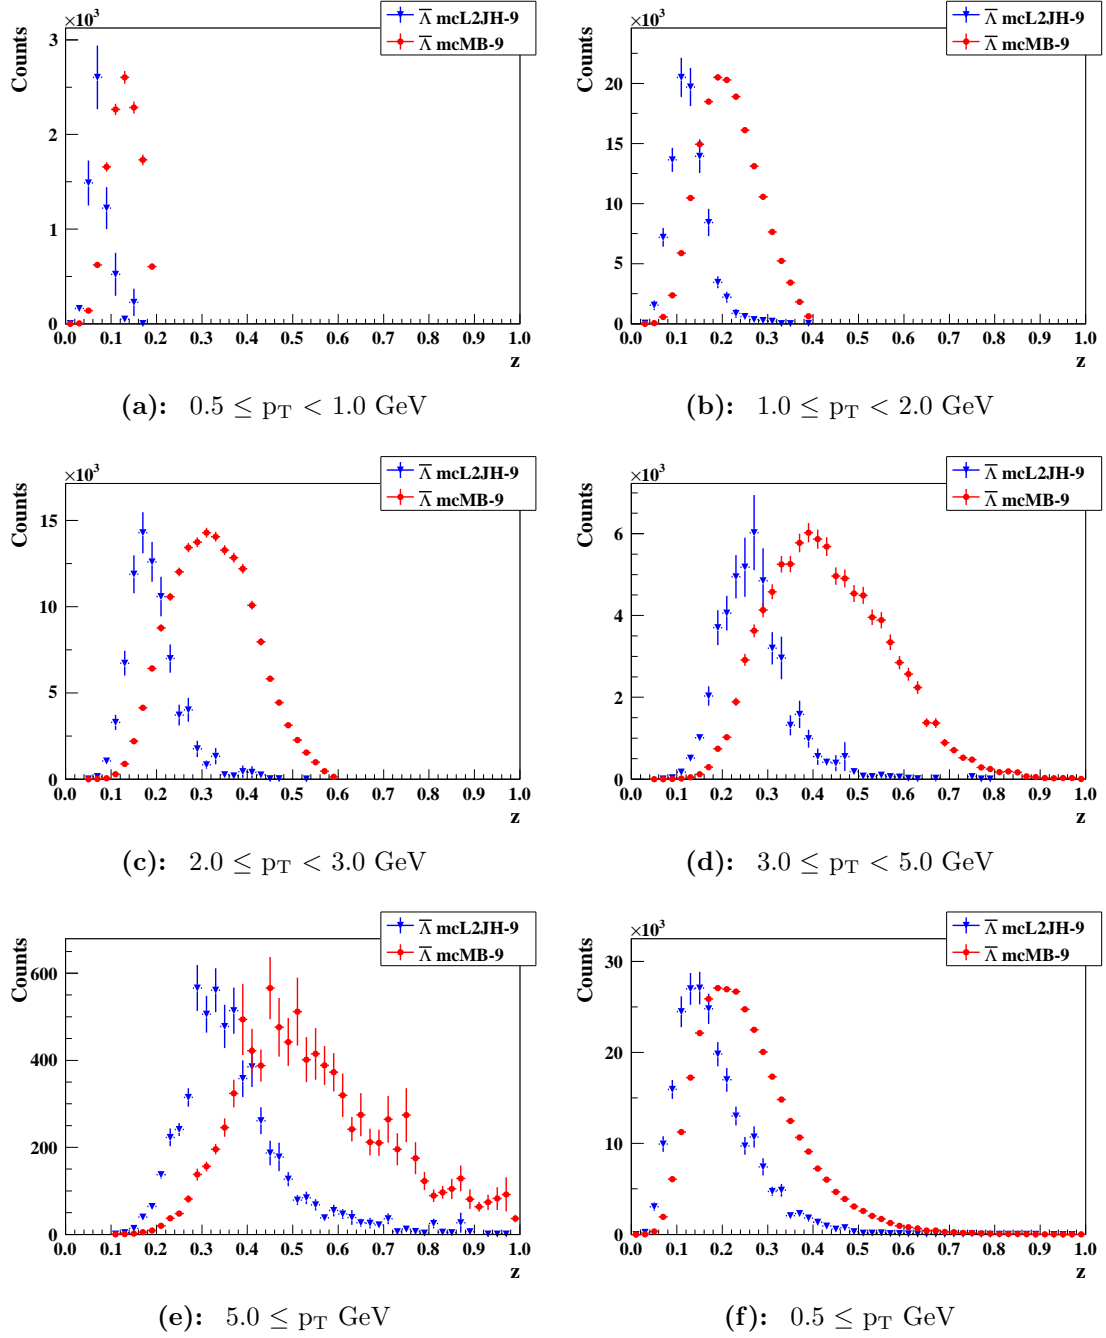 ×10³
Λ̅ mcL2JH-9
Λ̅ mcMB-9
Counts
3
2
1
0
0.0 0.1 0.2 0.3 0.4 0.5 0.6 0.7 0.8 0.9 1.0
z
(a): 0.5 ≤ p_T < 1.0 GeV
×10³
Λ̅ mcL2JH-9
Λ̅ mcMB-9
Counts
20
15
10
5
0
0.0 0.1 0.2 0.3 0.4 0.5 0.6 0.7 0.8 0.9 1.0
z
(b): 1.0 ≤ p_T < 2.0 GeV
×10³
Λ̅ mcL2JH-9
Λ̅ mcMB-9
Counts
15
10
5
0
0.0 0.1 0.2 0.3 0.4 0.5 0.6 0.7 0.8 0.9 1.0
z
(c): 2.0 ≤ p_T < 3.0 GeV
×10³
Λ̅ mcL2JH-9
Λ̅ mcMB-9
Counts
6
4
2
0
0.0 0.1 0.2 0.3 0.4 0.5 0.6 0.7 0.8 0.9 1.0
z
(d): 3.0 ≤ p_T < 5.0 GeV
Λ̅ mcL2JH-9
Λ̅ mcMB-9
Counts
600
400
200
0
0.0 0.1 0.2 0.3 0.4 0.5 0.6 0.7 0.8 0.9 1.0
z
(e): 5.0 ≤ p_T GeV
×10³
Λ̅ mcL2JH-9
Λ̅ mcMB-9
Counts
30
20
10
0
0.0 0.1 0.2 0.3 0.4 0.5 0.6 0.7 0.8 0.9 1.0
z
(f): 0.5 ≤ p_T GeV